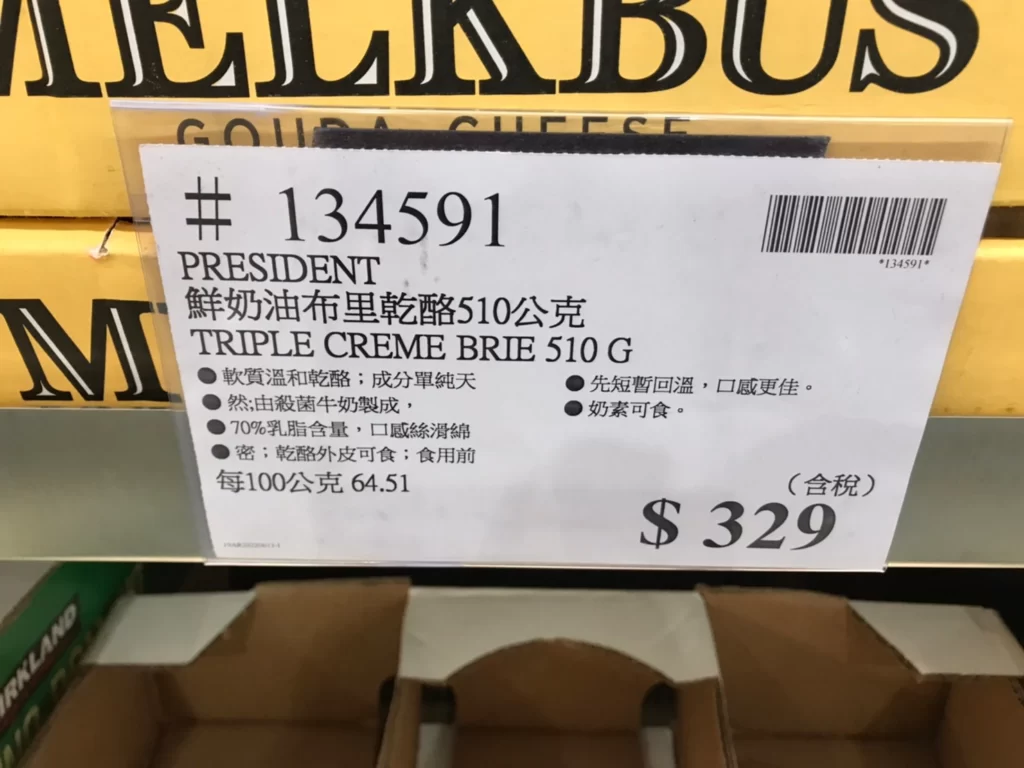 MELKBUS
GOUDA CHEESE
# 134591
*134591*
PRESIDENT
鮮奶油布里乾酪510公克
TRIPLE CREME BRIE 510 G
●軟質溫和乾酪；成分單純天
●然;由殺菌牛奶製成，
●70%乳脂含量，口感絲滑綿
●密；乾酪外皮可食；食用前
●先短暫回溫，口感更佳。
●奶素可食。
每100公克 64.51
（含稅）
$ 329
M
RKLAND